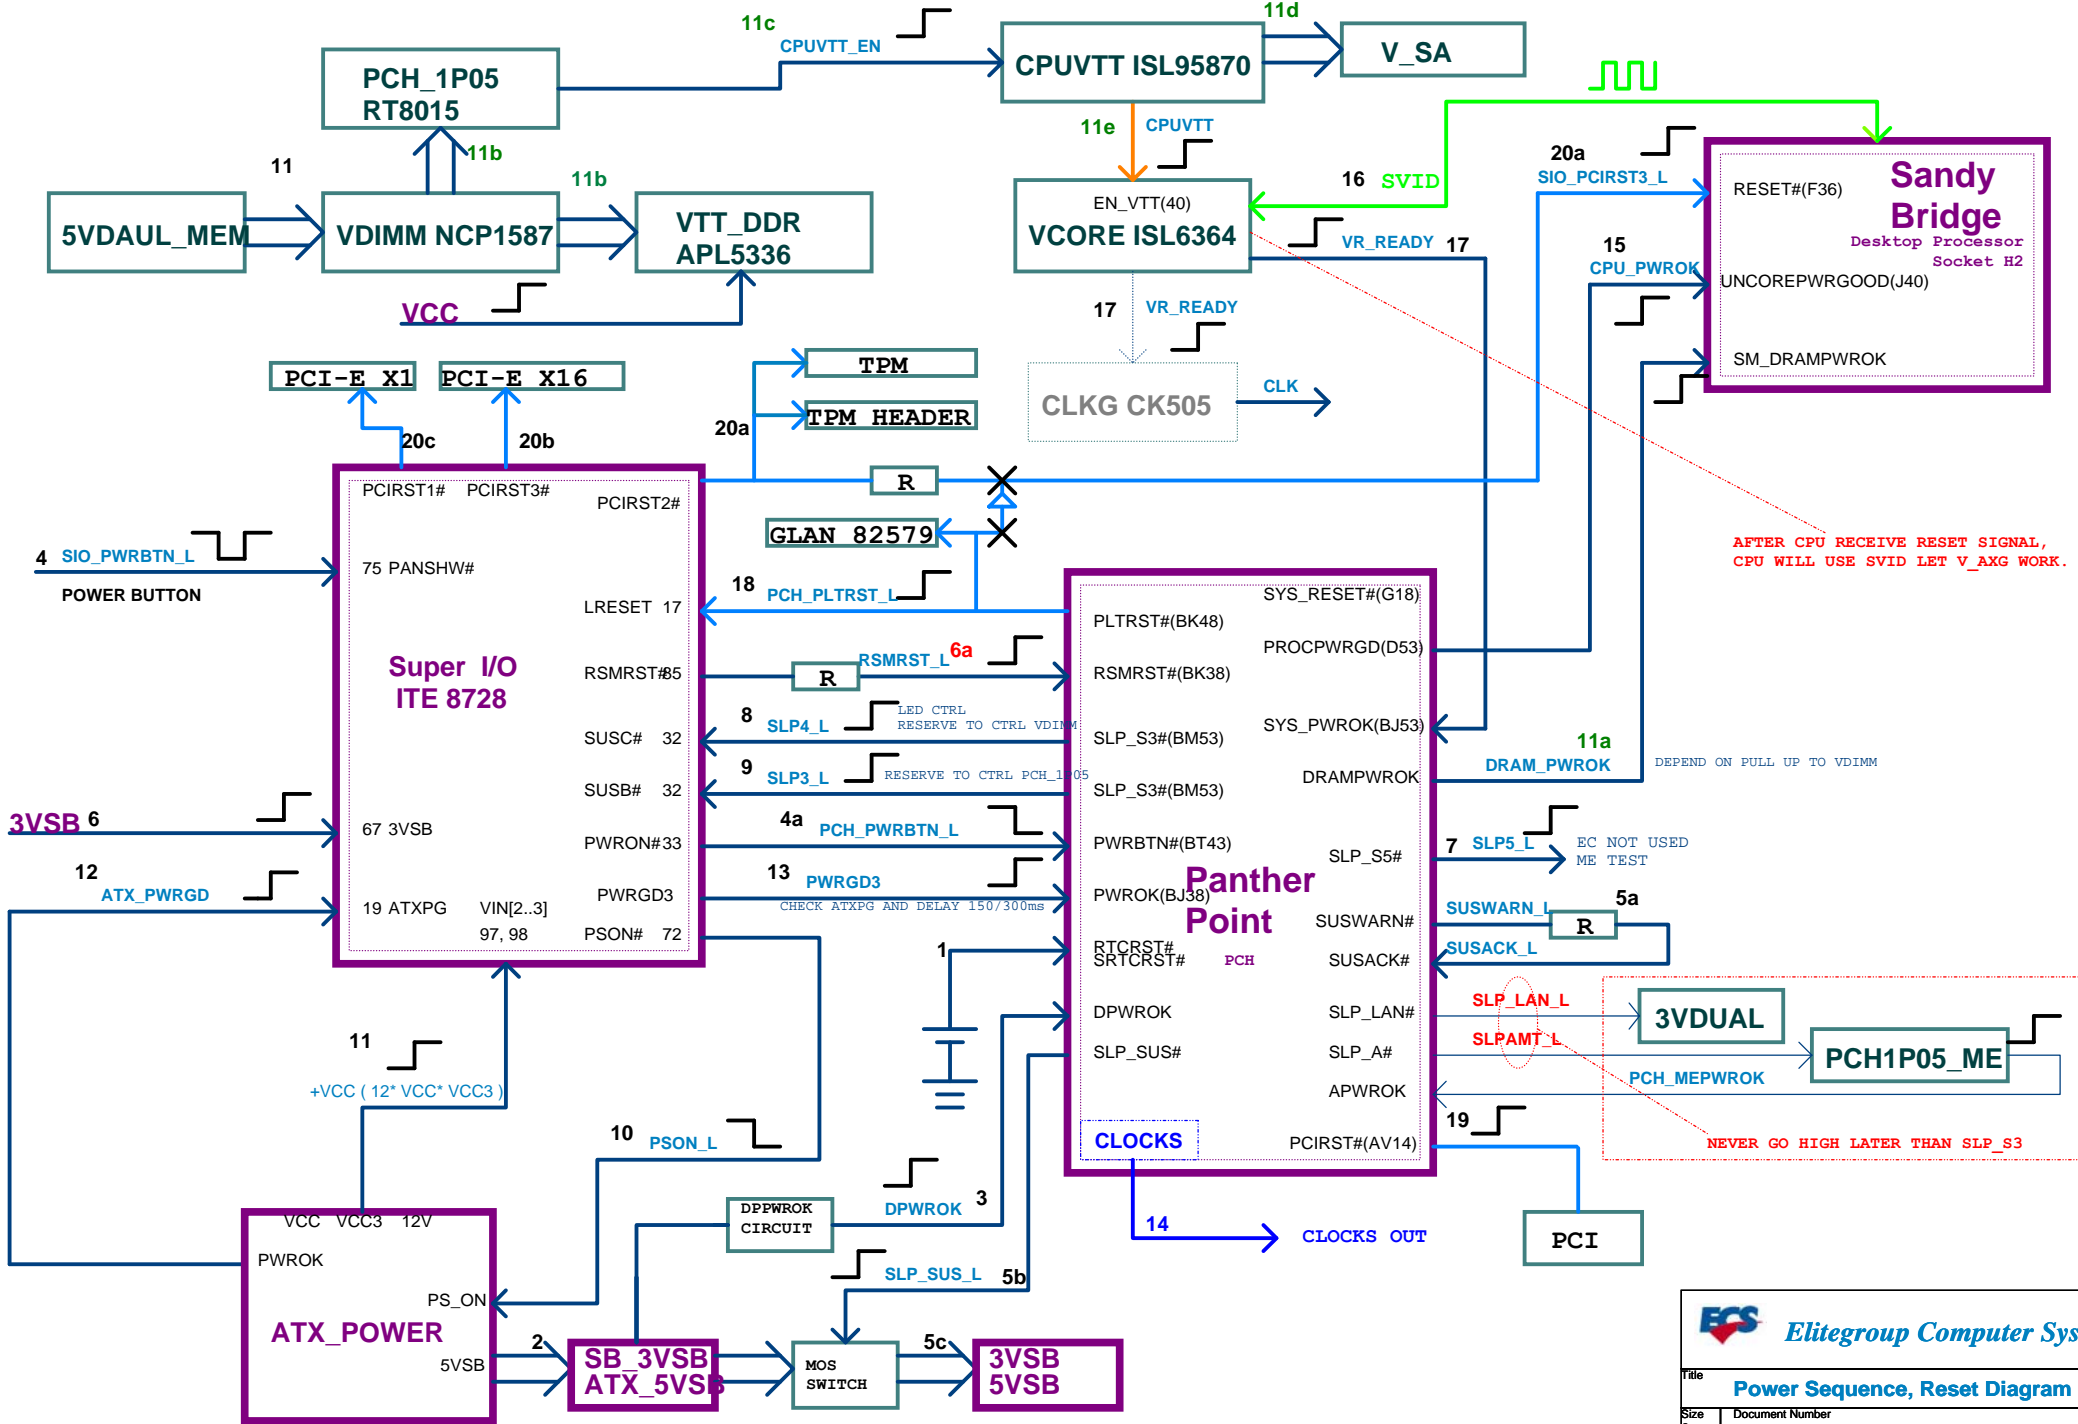 11c
CPUVTT_EN
11d
PCH_1P05
RT8015
CPUVTT ISL95870
V_SA
11
11b
11b
11e
CPUVTT
5VDAUL_MEM
VDIMM NCP1587
VTT_DDR
APL5336
VCC
EN_VTT(40)
VCORE ISL6364
16
SVID
VR_READY
17
17
VR_READY
20a
SIO_PCIRST3_L
RESET#(F36)
Sandy
Bridge
Desktop Processor
Socket H2
15
CPU_PWROK
UNCOREPWRGOOD(J40)
SM_DRAMPWROK
PCI-E X1
PCI-E X16
TPM
TPM HEADER
20a
CLKG CK505
CLK
20c
20b
PCIRST1#
PCIRST3#
PCIRST2#
R
GLAN 82579
AFTER CPU RECEIVE RESET SIGNAL,
CPU WILL USE SVID LET V_AXG WORK.
4
SIO_PWRBTN_L
POWER BUTTON
75 PANSHW#
LRESET 17
18
PCH_PLTRST_L
Super I/O
ITE 8728
RSMRST#85
R
RSMRST_L
6a
SUSC# 32
8
SLP4_L
LED CTRL
RESERVE TO CTRL VDIMM
SUSB# 32
9
SLP3_L
RESERVE TO CTRL PCH_1P05
3VSB
6
67 3VSB
PWRON#33
4a
PCH_PWRBTN_L
12
ATX_PWRGD
19 ATXPG
VIN[2..3]
97, 98
PWRGD3
13
PWRGD3
CHECK ATXPG AND DELAY 150/300ms
PSON# 72
PLTRST#(BK48)
SYS_RESET#(G18)
PROCPWRGD(D53)
RSMRST#(BK38)
SLP_S3#(BM53)
SYS_PWROK(BJ53)
SLP_S3#(BM53)
DRAMPWROK
11a
DRAM_PWROK
DEPEND ON PULL UP TO VDIMM
PWRBTN#(BT43)
SLP_S5#
7
SLP5_L
EC NOT USED
ME TEST
Panther
Point
PCH
PWROK(BJ38)
SUSWARN#
SUSWARN_L
5a
R
1
RTCRST#
SRTCRST#
SUSACK#
SUSACK_L
DPWROK
SLP_LAN#
SLP_LAN_L
3VDUAL
SLP_SUS#
SLP_A#
SLPAMT_L
PCH1P05_ME
APWROK
PCH_MEPWROK
CLOCKS
PCIRST#(AV14)
19
NEVER GO HIGH LATER THAN SLP_S3
11
+VCC ( 12* VCC* VCC3 )
10
PSON_L
14
CLOCKS OUT
PCI
VCC
VCC3
12V
PWROK
PS_ON
ATX_POWER
5VSB
DPPWROK
CIRCUIT
DPWROK
3
SLP_SUS_L
5b
2
SB_3VSB
ATX_5VSB
MOS
SWITCH
5c
3VSB
5VSB
ECS
Elitegroup Computer Sys
Title
Power Sequence, Reset Diagram
Size
Document Number